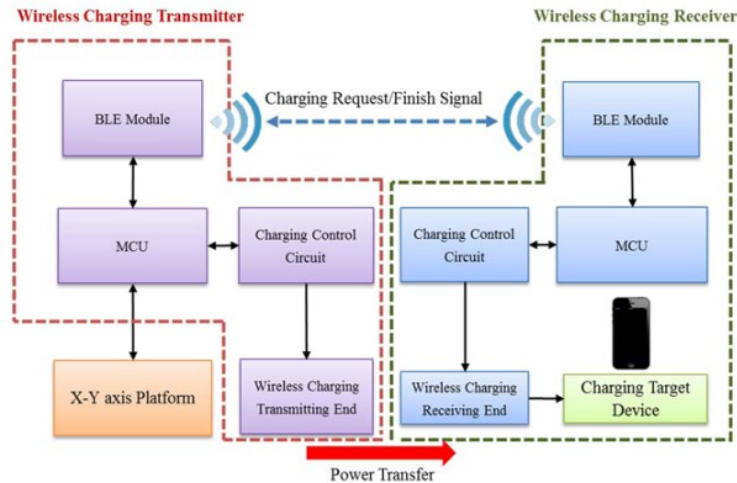 Wireless Charging Transmitter
Wireless Charging Receiver
BLE Module
Charging Request/Finish Signal
BLE Module
MCU
Charging Control
Circuit
Charging Control
Circuit
MCU
X-Y axis Platform
Wireless Charging
Transmitting End
Wireless Charging
Receiving End
Charging Target
Device
Power Transfer